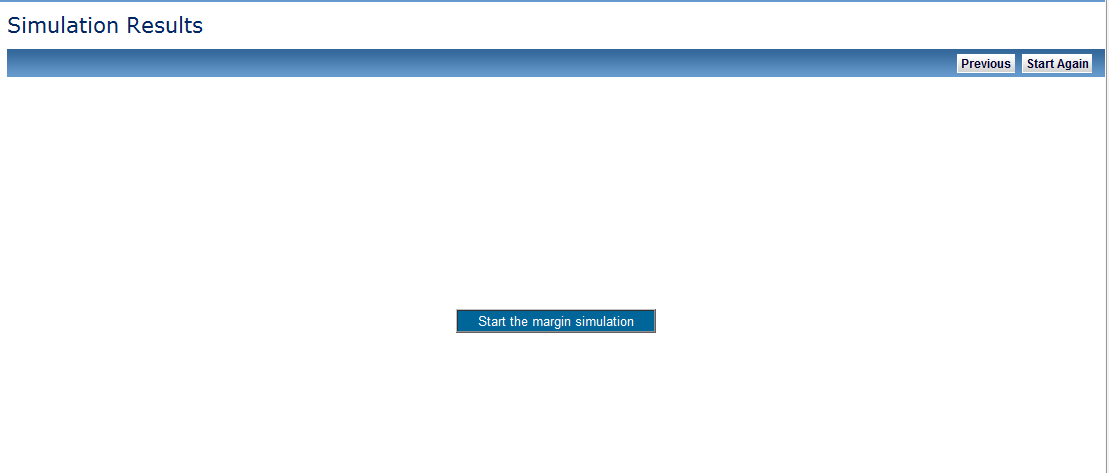 Simulation Results
Previous Start Again
Start the margin simulation